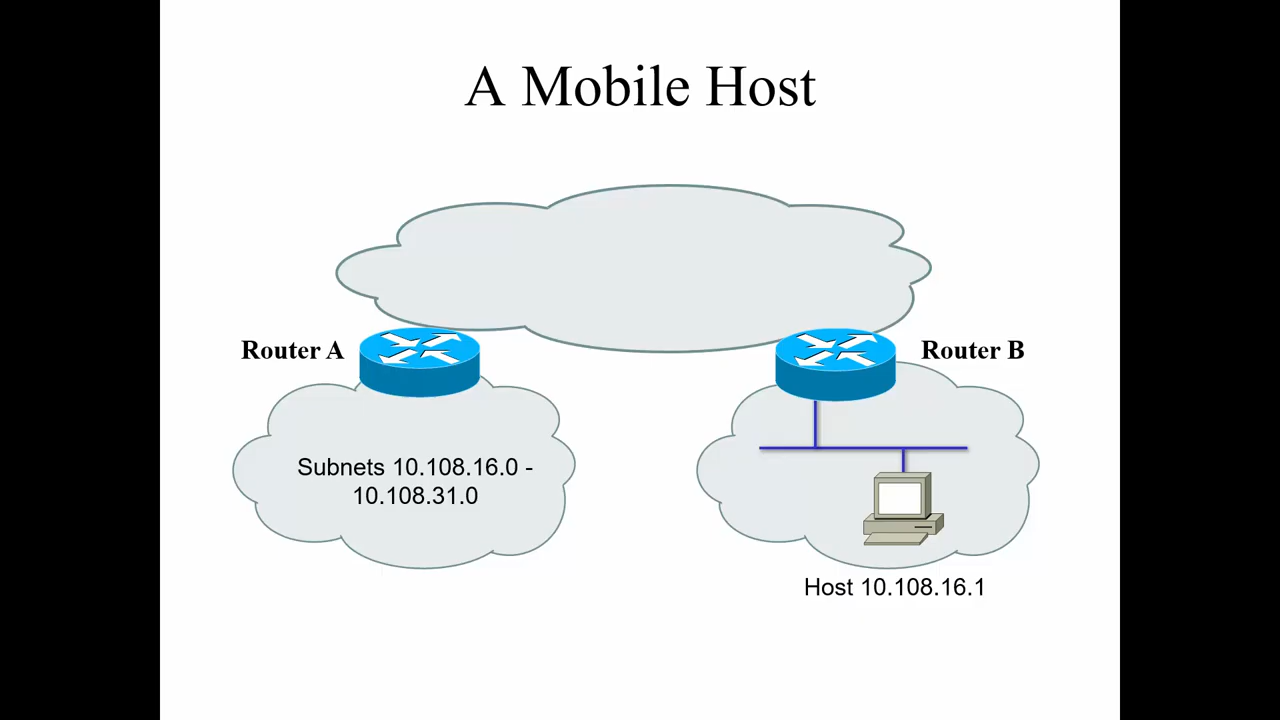 A Mobile Host
Router A
Router B
Subnets 10.108.16.0 -
10.108.31.0
Host 10.108.16.1